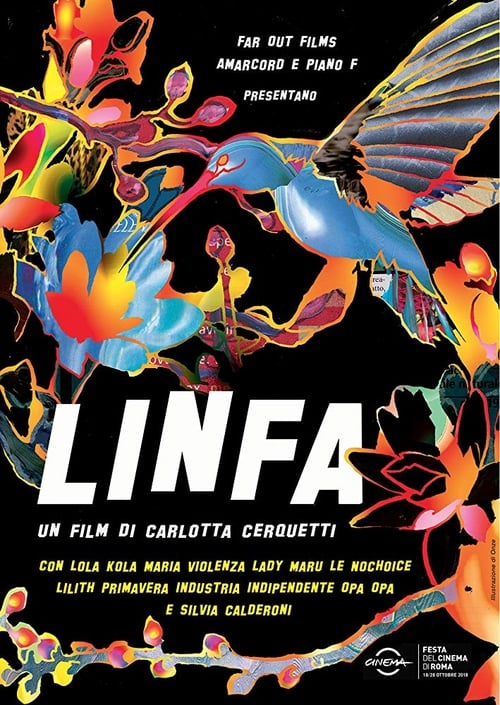 FAR OUT FILMS
AMARCORD E PIANO F
PRESENTANO
LINFA
UN FILM DI CARLOTTA CERQUETTI
CON LOLA KOLA MARIA VIOLENZA LADY MARU LE NOCHOICE
LILITH PRIMAVERA INDUSTRIA INDIPENDENTE OPA OPA
E SILVIA CALDERONI
Illustrazione di Onze
CINEMA
FESTA
DEL CINEMA
DI ROMA
18/28 OTTOBRE 2018